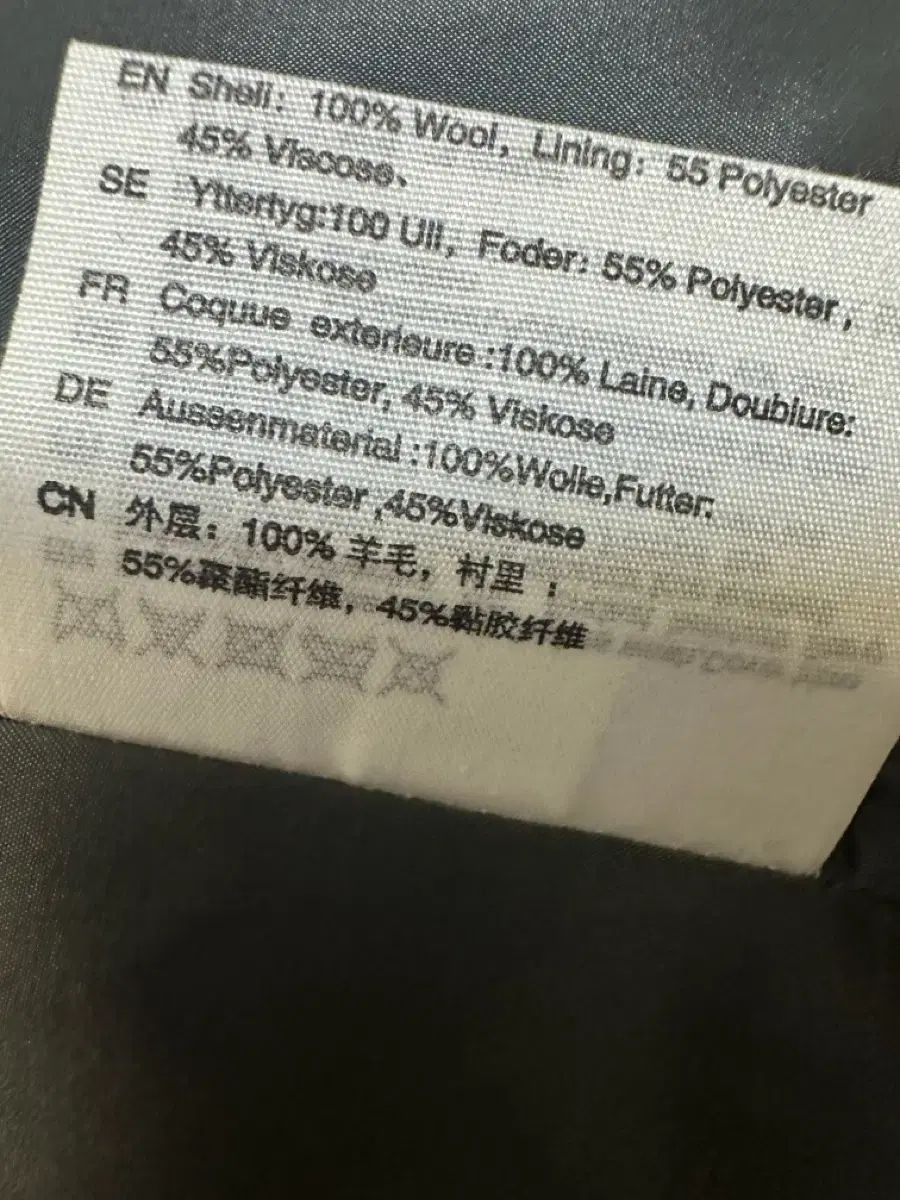 EN Shell: 100% Wool, Lining: 55 Polyester
45% Viscose、
SE Yttertyg:100 Ull, Foder: 55% Polyester,
45% Viskose
FR Coquue exterieure:100% Laine, Doublure:
55%Polyester, 45% Viskose
DE Aussenmaterial:100%Wolle,Futter:
55%Polyester,45%Viskose
CN 外层：100% 羊毛，衬里：
55%聚酯纤维，45%黏胶纤维